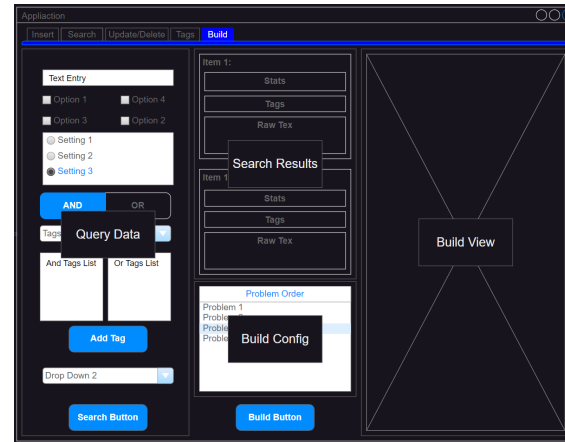 Appliaction
Insert Search Update/Delete Tags Build
Text Entry
Option 1 Option 4
Option 3 Option 2
Setting 1
Setting 2
Setting 3
AND OR
Tags
Query Data
And Tags List Or Tags List
Add Tag
Drop Down 2
Search Button
Item 1:
Stats
Tags
Raw Tex
Search Results
Item 1
Stats
Tags
Raw Tex
Problem Order
Problem 1
Build Config
Build Button
Build View